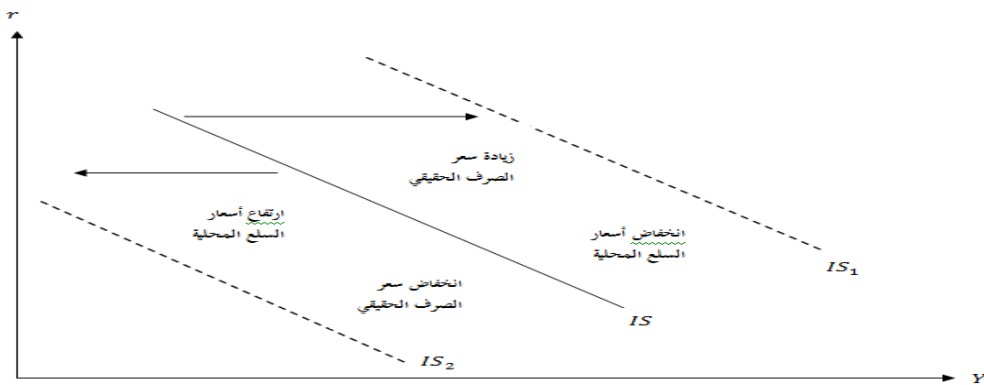 r
زيادة سعر
الصرف الحقيقي
ارتفاع أسعار
السلع المحلية
انخفاض أسعار
السلع المحلية
IS₁
انخفاض سعر
الصرف الحقيقي
IS
IS₂
Y